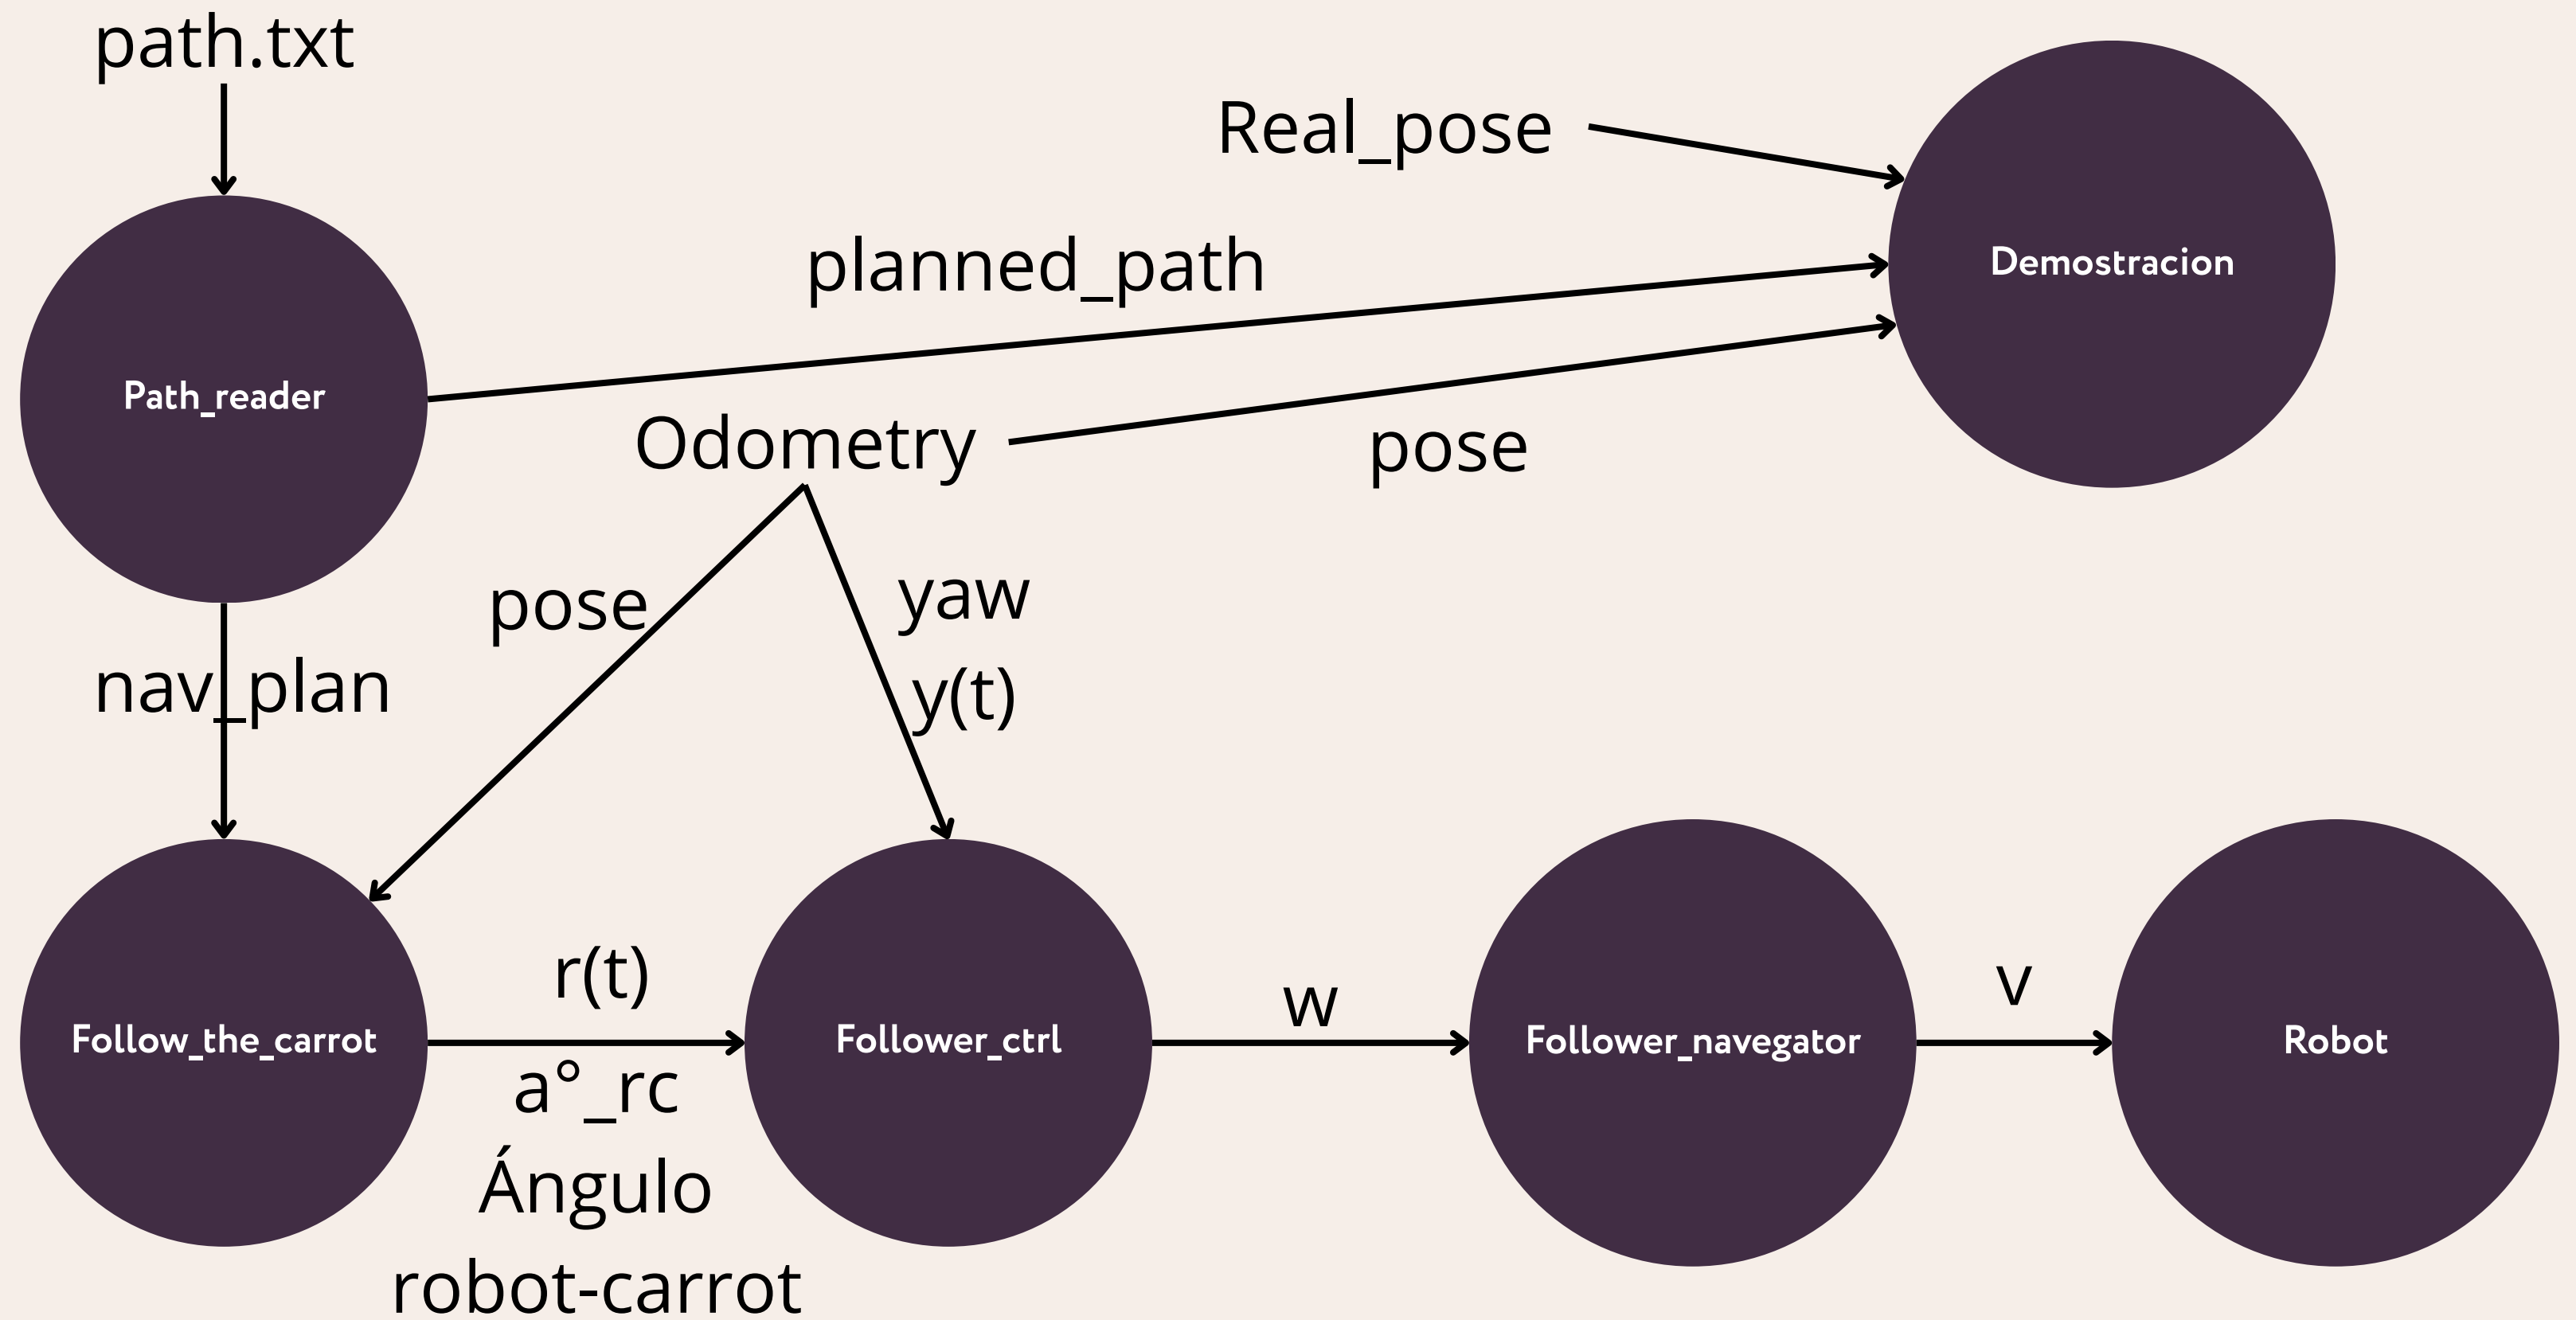 path.txt
Real_pose
planned_path
Demostracion
Path_reader
Odometry
pose
pose
yaw
y(t)
nav_plan
r(t)
Follow_the_carrot
Follower_ctrl
w
Follower_navegator
v
Robot
a°_rc
Ángulo
robot-carrot